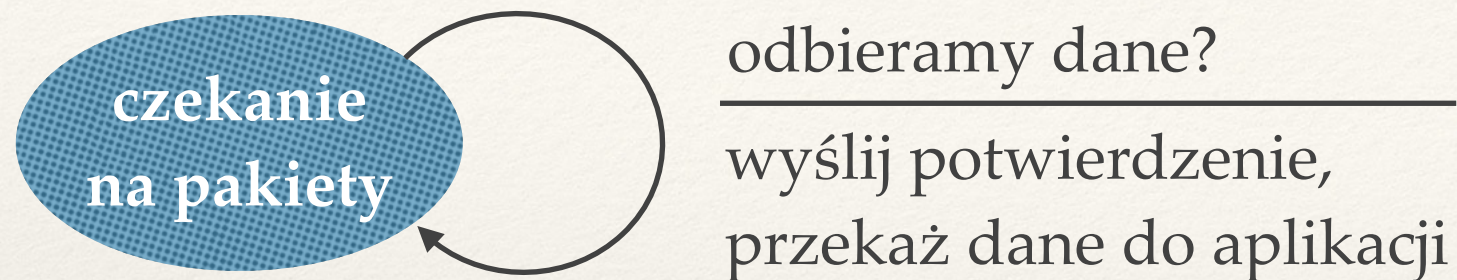 czekanie
na pakiety
odbieramy dane?
wyślij potwierdzenie,
przekaż dane do aplikacji